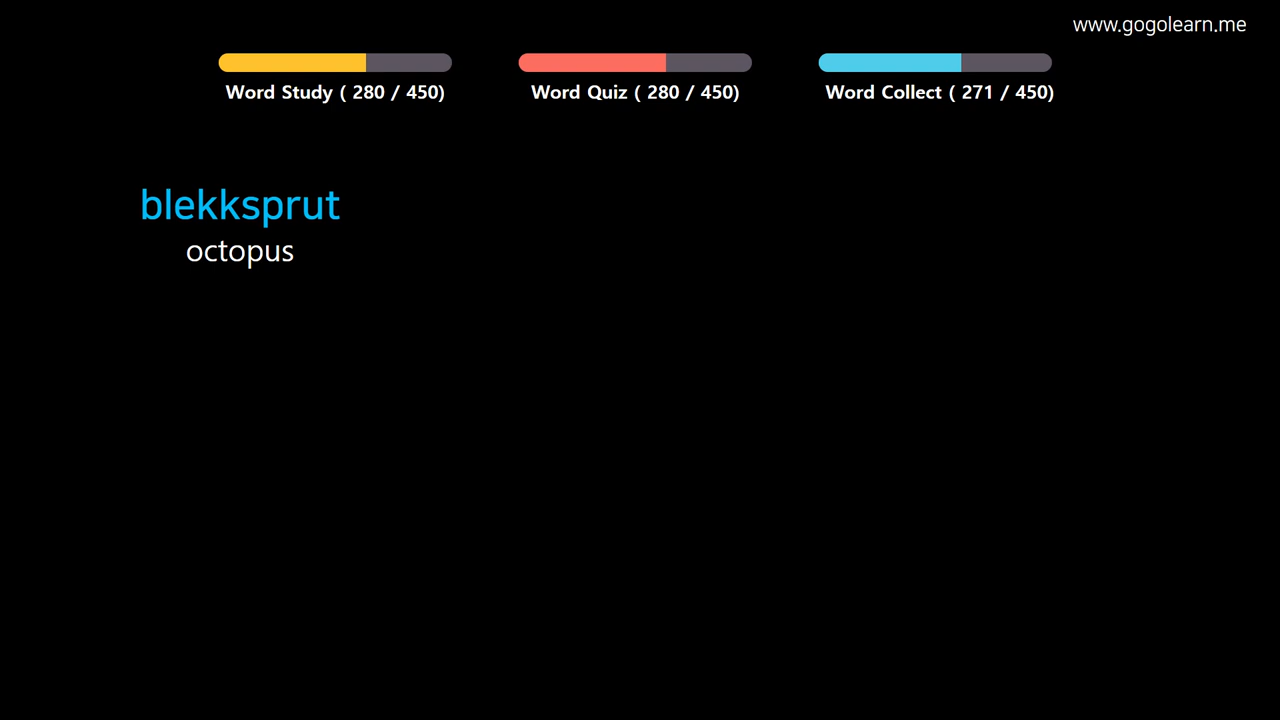 www.gogolearn.me
Word Study ( 280 / 450)
Word Quiz ( 280 / 450)
Word Collect ( 271 / 450)
blekksprut
octopus